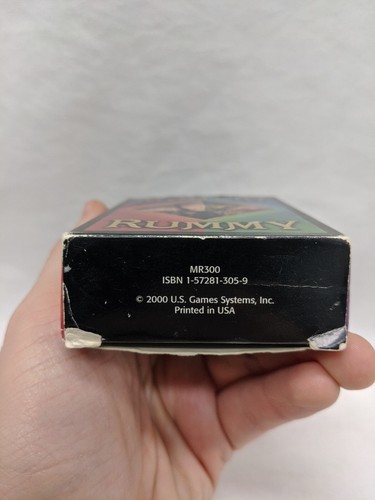 RUMMY
MR300
ISBN 1-57281-305-9
© 2000 U.S. Games Systems, Inc.
Printed in USA